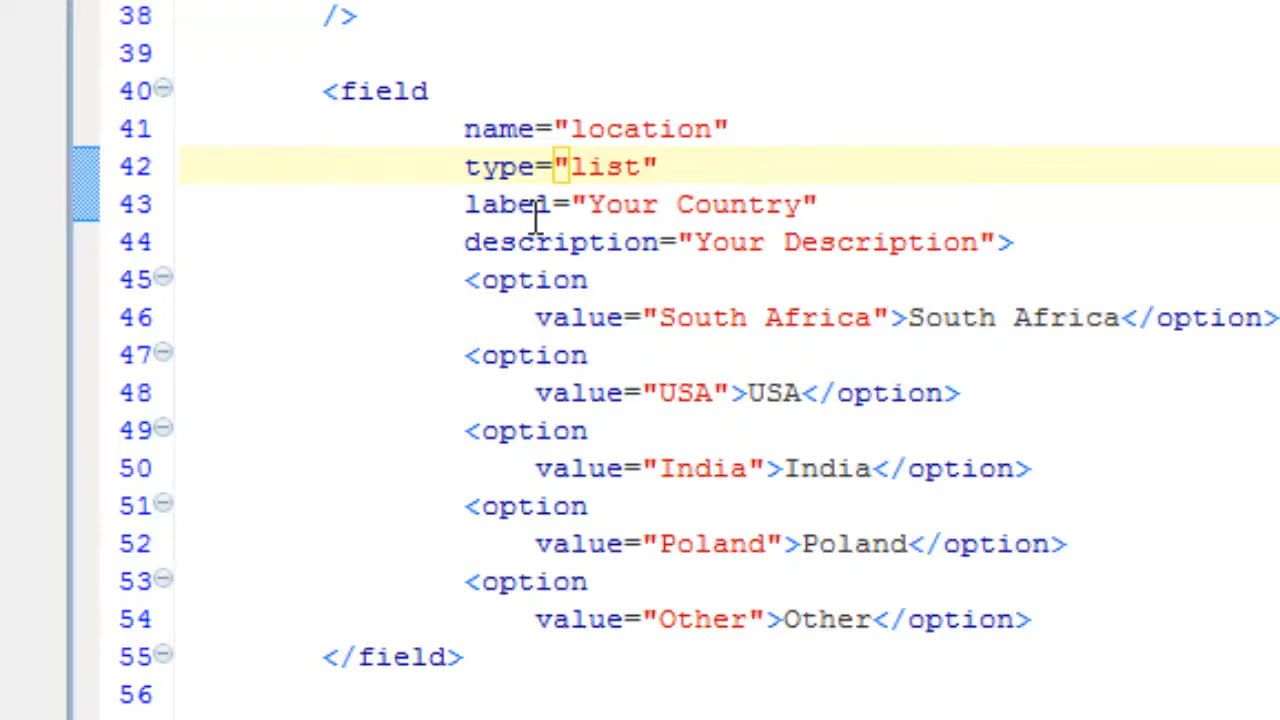 38 />
39
40 <field
41 name="location"
42 type="list"
43 label="Your Country"
44 description="Your Description">
45 <option
46 value="South Africa">South Africa</option>
47 <option
48 value="USA">USA</option>
49 <option
50 value="India">India</option>
51 <option
52 value="Poland">Poland</option>
53 <option
54 value="Other">Other</option>
55 </field>
56